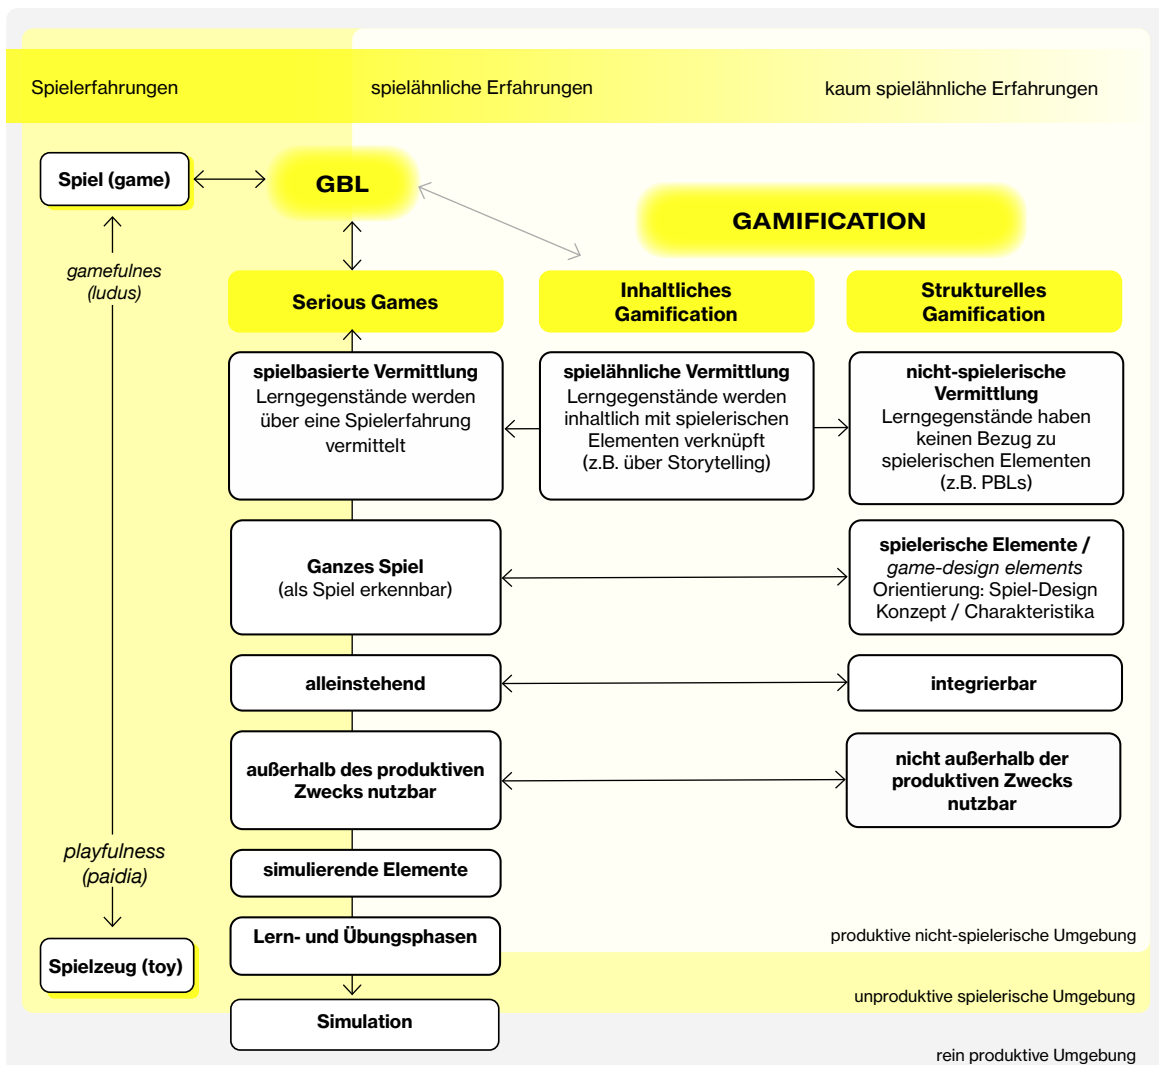 Spielerfahrungen
spielähnliche Erfahrungen
kaum spielähnliche Erfahrungen
Spiel (game)
GBL
GAMIFICATION
gamefulnes
(ludus)
Serious Games
Inhaltliches
Gamification
Strukturelles
Gamification
spielbasierte Vermittlung
Lerngegenstände werden
über eine Spielerfahrung
vermittelt
spielähnliche Vermittlung
Lerngegenstände werden
inhaltlich mit spielerischen
Elementen verknüpft
(z.B. über Storytelling)
nicht-spielerische
Vermittlung
Lerngegenstände haben
keinen Bezug zu
spielerischen Elementen
(z.B. PBLs)
Ganzes Spiel
(als Spiel erkennbar)
spielerische Elemente /
game-design elements
Orientierung: Spiel-Design
Konzept / Charakteristika
alleinstehend
integrierbar
außerhalb des produktiven
Zwecks nutzbar
nicht außerhalb der
produktiven Zwecks
nutzbar
playfulness
(paidia)
simulierende Elemente
Lern- und Übungsphasen
produktive nicht-spielerische Umgebung
Spielzeug (toy)
unproduktive spielerische Umgebung
Simulation
rein produktive Umgebung